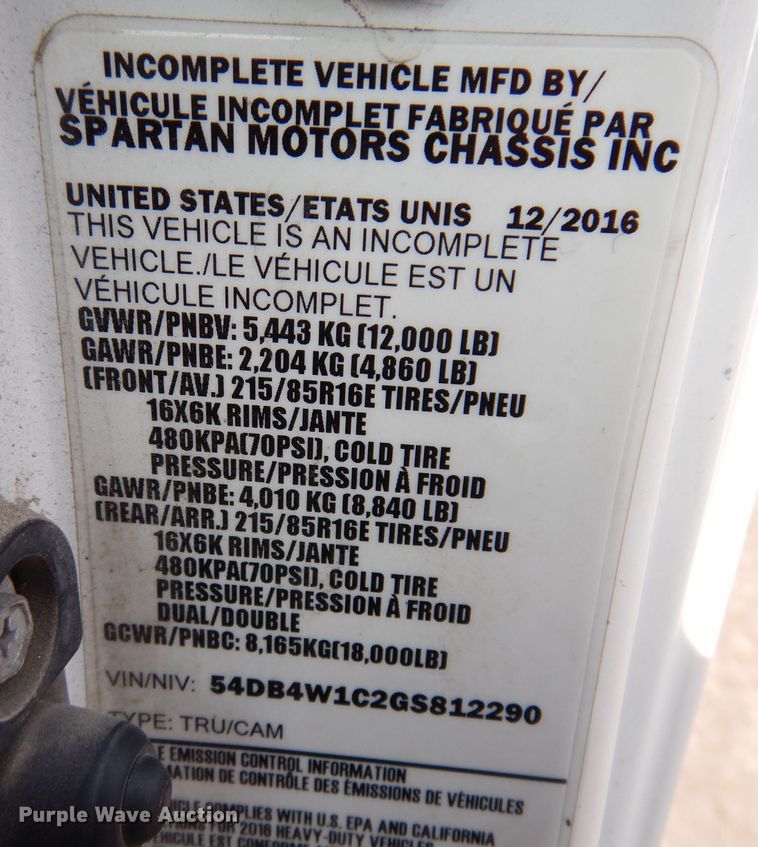 INCOMPLETE VEHICLE MFD BY/
VÉHICULE INCOMPLET FABRIQUÉ PAR
SPARTAN MOTORS CHASSIS INC
UNITED STATES/ETATS UNIS 12/2016
THIS VEHICLE IS AN INCOMPLETE
VEHICLE./LE VÉHICULE EST UN
VÉHICULE INCOMPLET.
GVWR/PNBV: 5,443 KG (12,000 LB)
GAWR/PNBE: 2,204 KG (4,860 LB)
(FRONT/AV.) 215/85R16E TIRES/PNEU
16X6K RIMS/JANTE
480KPA(70PSI), COLD TIRE
PRESSURE/PRESSION À FROID
GAWR/PNBE: 4,010 KG (8,840 LB)
(REAR/ARR.) 215/85R16E TIRES/PNEU
16X6K RIMS/JANTE
480KPA(70PSI), COLD TIRE
PRESSURE/PRESSION À FROID
DUAL/DOUBLE
GCWR/PNBC: 8,165KG(18,000LB)
VIN/NIV: 54DB4W1C2GS812290
TYPE: TRU/CAM
E EMISSION CONTROL INFORMATION
MATION DE CONTRÔLE DES ÉMISSIONS DE VÉHICULES
COMPLIES WITH U.S. EPA AND CALIFORNIA
FOR 2016 HEAVY-DUTY VEHICLES
Purple Wave Auction